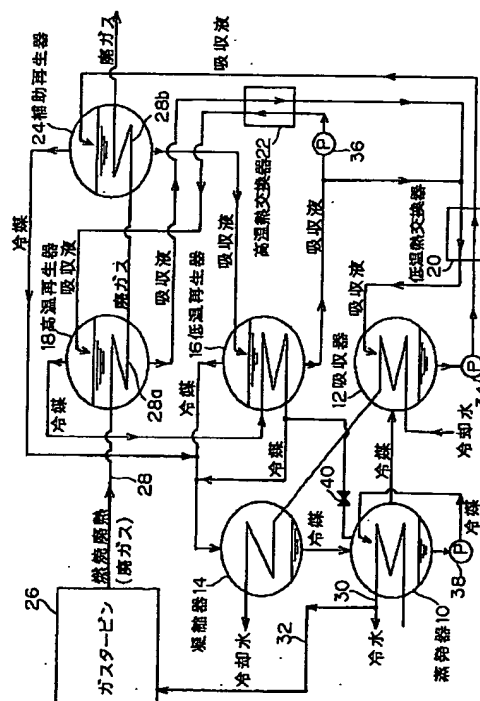 26
ガスタービン
燃焼廃熱
(廃ガス)
28
冷媒
18高温再生器
吸収液
28a
廃ガス
吸収液
冷媒
24補助再生器
28b
廃ガス
吸収液
吸収液
高温熱交換器22
36
P
吸収液
16低温再生器
冷媒
冷媒
40
凝縮器14
冷却水
冷媒
32
30
冷水
蒸発器10
38
P
冷媒
冷媒
12吸収器
吸収液
冷却水
P
34
低温熱交換器
20